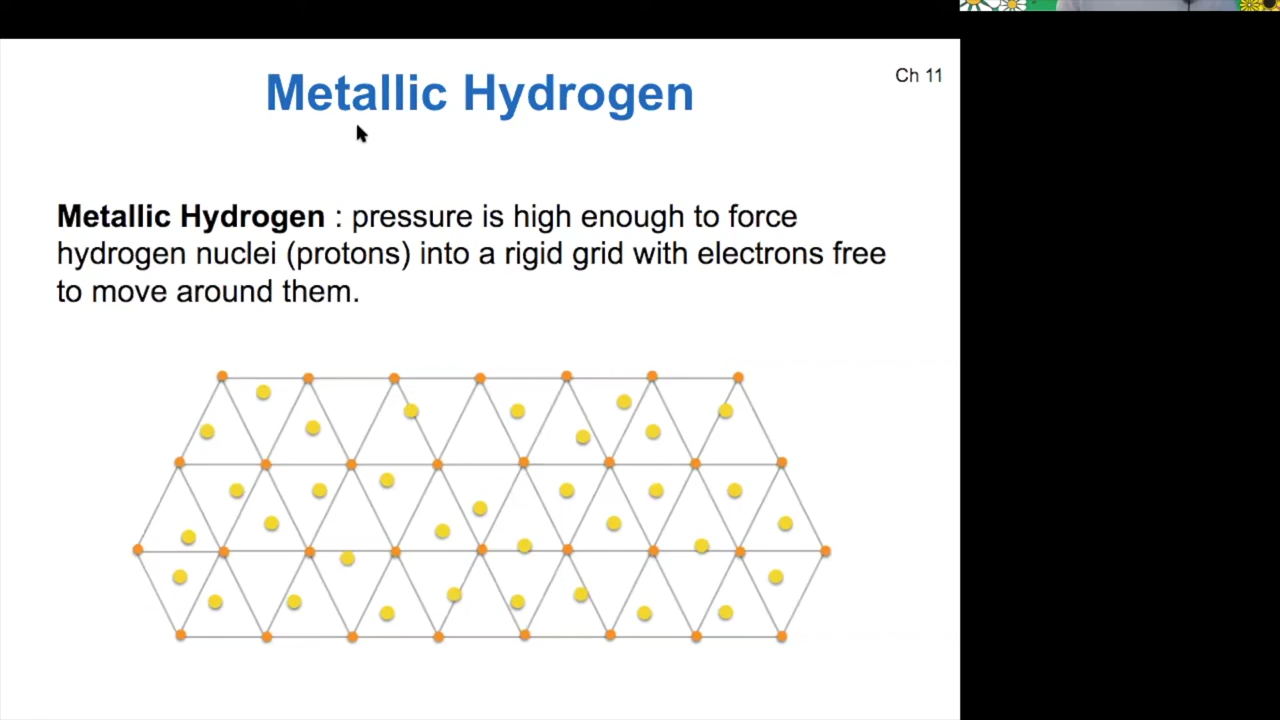 Metallic Hydrogen
Ch 11
Metallic Hydrogen : pressure is high enough to force
hydrogen nuclei (protons) into a rigid grid with electrons free
to move around them.